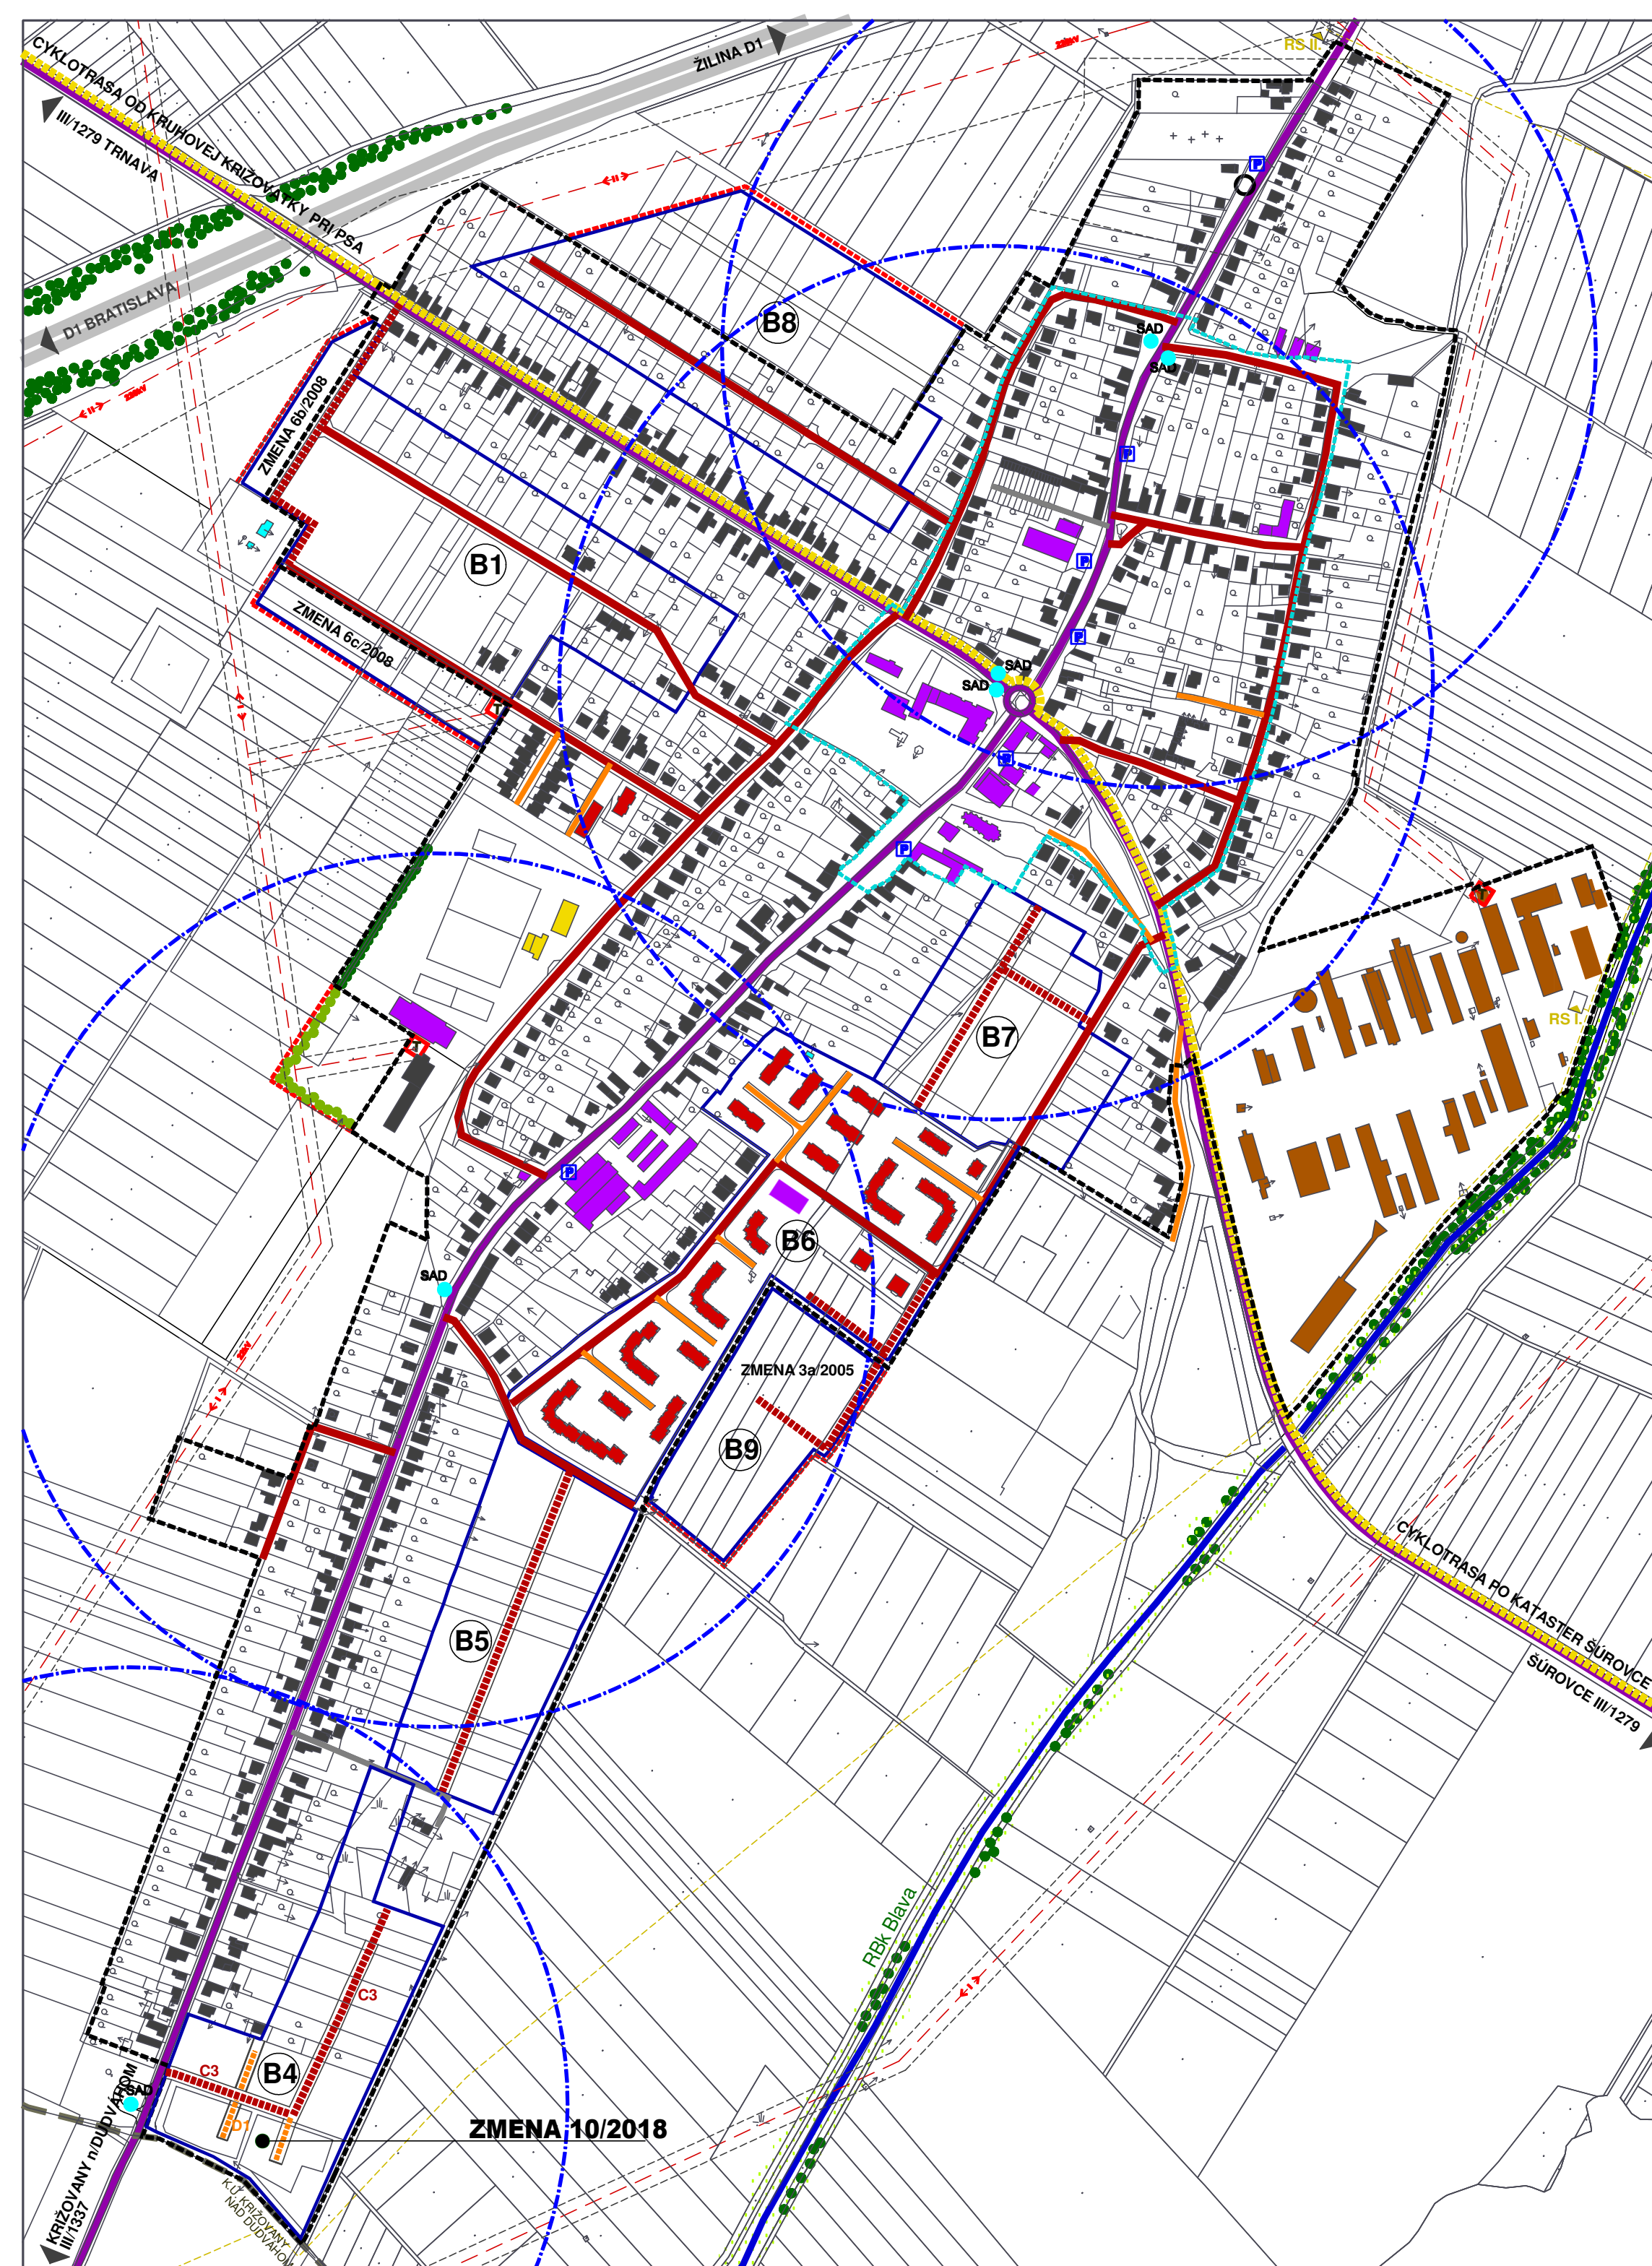 CYKLOTRASA OD KRUHOVEJ KRIŽOVATKY PRI PSA
III/1279 TRNAVA
ŽILINA D1
D1 BRATISLAVA
RS II.
P
B8
SAD
SAD
ZMENA 6b/2008
P
B1
P
ZMENA 6c/2008
P
SAD
SAD
T
P
P
T
RS I.
B7
T
P
B6
SAD
ZMENA 3a/2005
B9
CYKLOTRASA PO KATASTER ŠÚROVCE
ŠÚROVCE III/1279
B5
RBk Blava
C3
C3
B4
SAD
D1
ZMENA 10/2018
KRIŽOVANY n/DUDVÁHOM
III/1337
K.Ú. KRIŽOVANY
NAD DUDVÁHOM